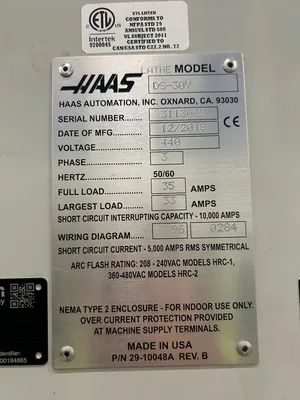 ETL LISTED
CONFORMS TO
NFPA STD 79
ANSI/UL STD 508
UL SUBJECT 2011
CERTIFIED TO
CAN/CSA STD C22.2 NO. 73
ETL
Intertek
9700845
HAAS LATHE MODEL
DS-30Y
HAAS AUTOMATION, INC. OXNARD, CA. 93030
SERIAL NUMBER
DATE OF MFG. 12/2018
VOLTAGE 440
PHASE 3
HERTZ 50/60
FULL LOAD 35 AMPS
LARGEST LOAD 33 AMPS
SHORT CIRCUIT INTERRUPTING CAPACITY - 10,000 AMPS
WIRING DIAGRAM 96 0284
SHORT CIRCUIT CURRENT - 5,000 AMPS RMS SYMMETRICAL
ARC FLASH RATING: 208 - 240VAC MODELS HRC-1,
360-480VAC MODELS HRC-2
NEMA TYPE 2 ENCLOSURE - FOR INDOOR USE ONLY.
OVER CURRENT PROTECTION PROVIDED
AT MACHINE SUPPLY TERMINALS.
MADE IN USA
P/N 29-10048A REV. B
00184865